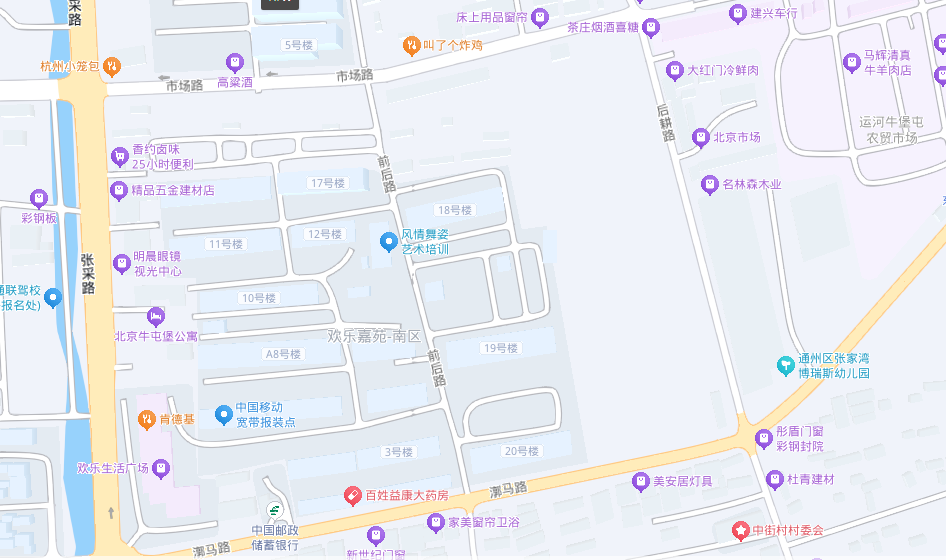 采路
床上用品窗帘
茶庄烟酒喜糖
建兴车行
5号楼
叫了个炸鸡
马辉清真
牛羊肉店
杭州小笼包
高粱酒
市场路
市场路
大红门冷鲜肉
后耕路
运河牛堡屯
农贸市场
北京市场
香约卤味
25小时便利
前后路
精品五金建材店
17号楼
名林森木业
彩钢板
18号楼
11号楼
12号楼
风情舞姿
艺术培训
张采路
明晨眼镜
视光中心
通联驾校
报名处)
10号楼
北京牛屯堡公寓
欢乐嘉苑-南区
A8号楼
前后路
19号楼
通州区张家湾
博瑞斯幼儿园
肯德基
中国移动
宽带报装点
彤盾门窗
彩钢封院
3号楼
20号楼
欢乐生活广场
美安居灯具
杜青建材
漷马路
百姓益康大药房
中国邮政
储蓄银行
家美窗帘卫浴
中街村村委会
漷马路
新世纪门窗